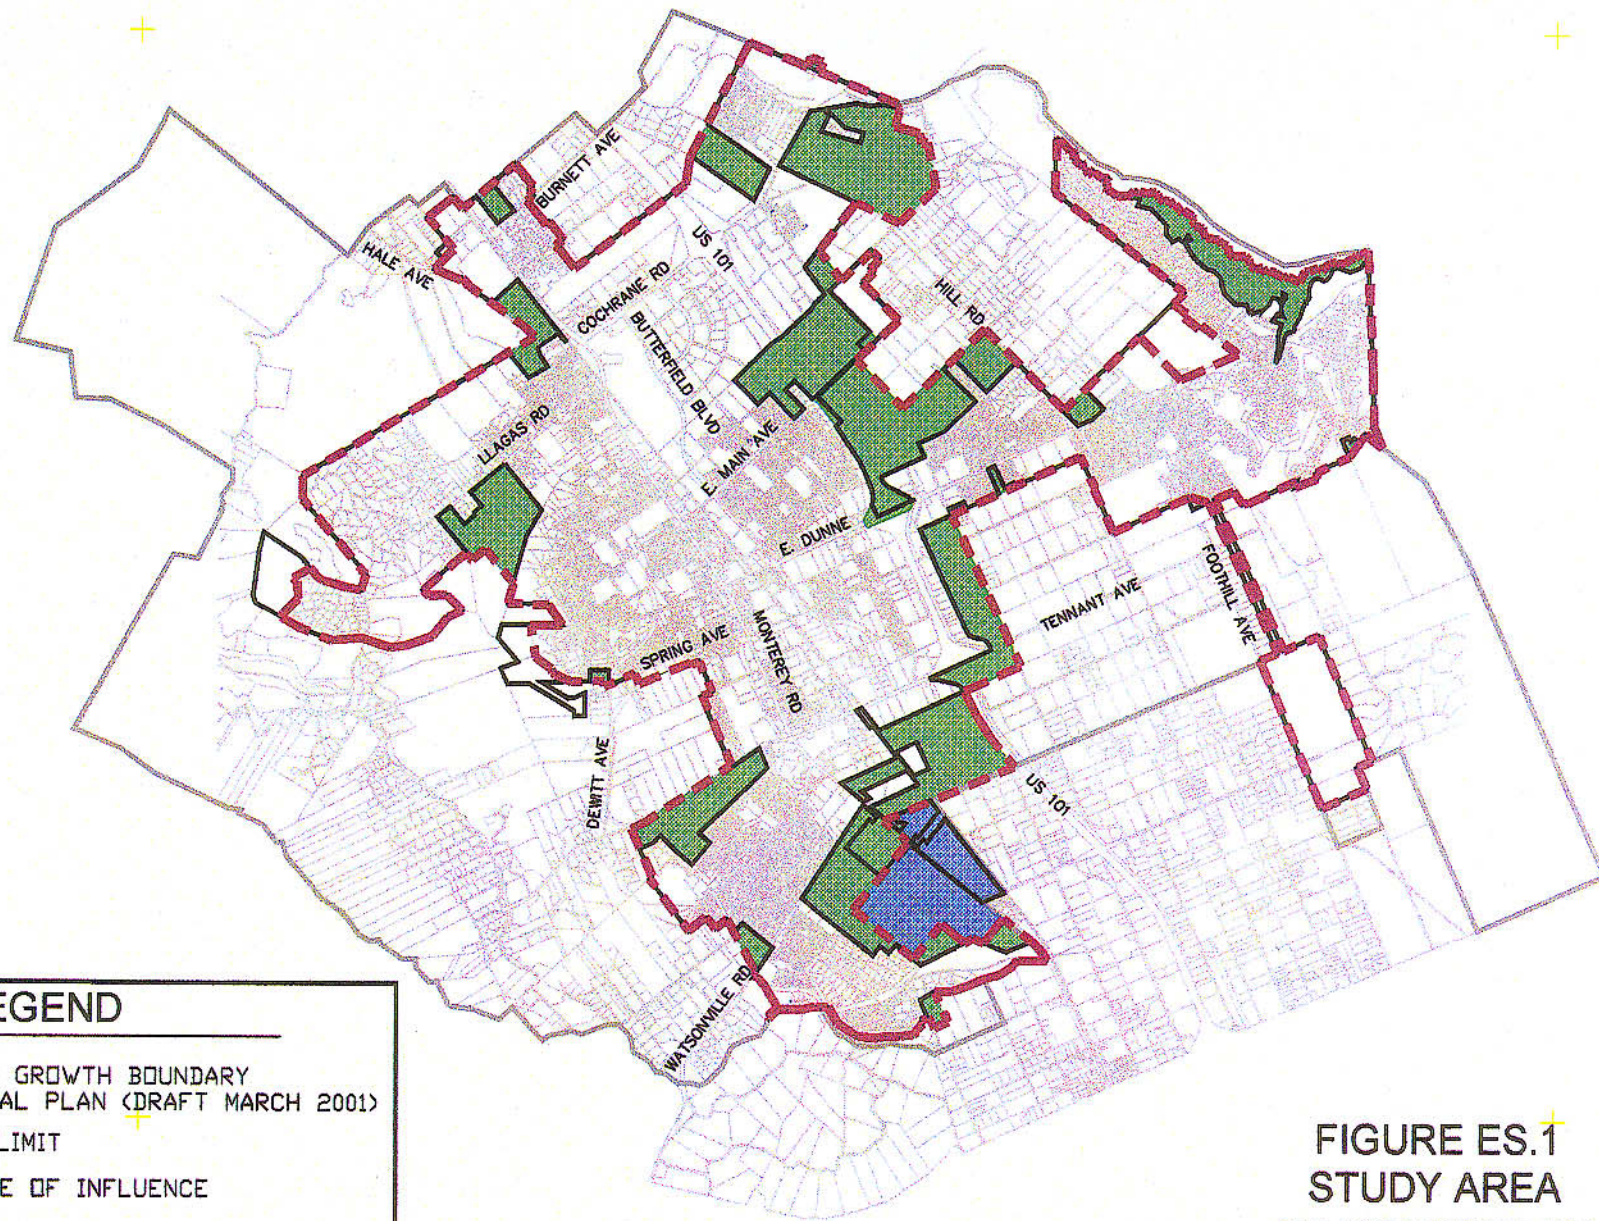 BURNETT AVE
HALE AVE
US 101
COCHRANE RD
HILL RD
BUTTERFIELD BLVD
LLAGAS RD
E. MAIN AVE
E. DUNNE
FOOTHILL AVE
TENNANT AVE
SPRING AVE
MONTEREY RD
DEWITT AVE
US 101
WATSONVILLE RD
EGEND
GROWTH BOUNDARY
AL PLAN (DRAFT MARCH 2001)
LIMIT
E OF INFLUENCE
FIGURE ES.1
STUDY AREA